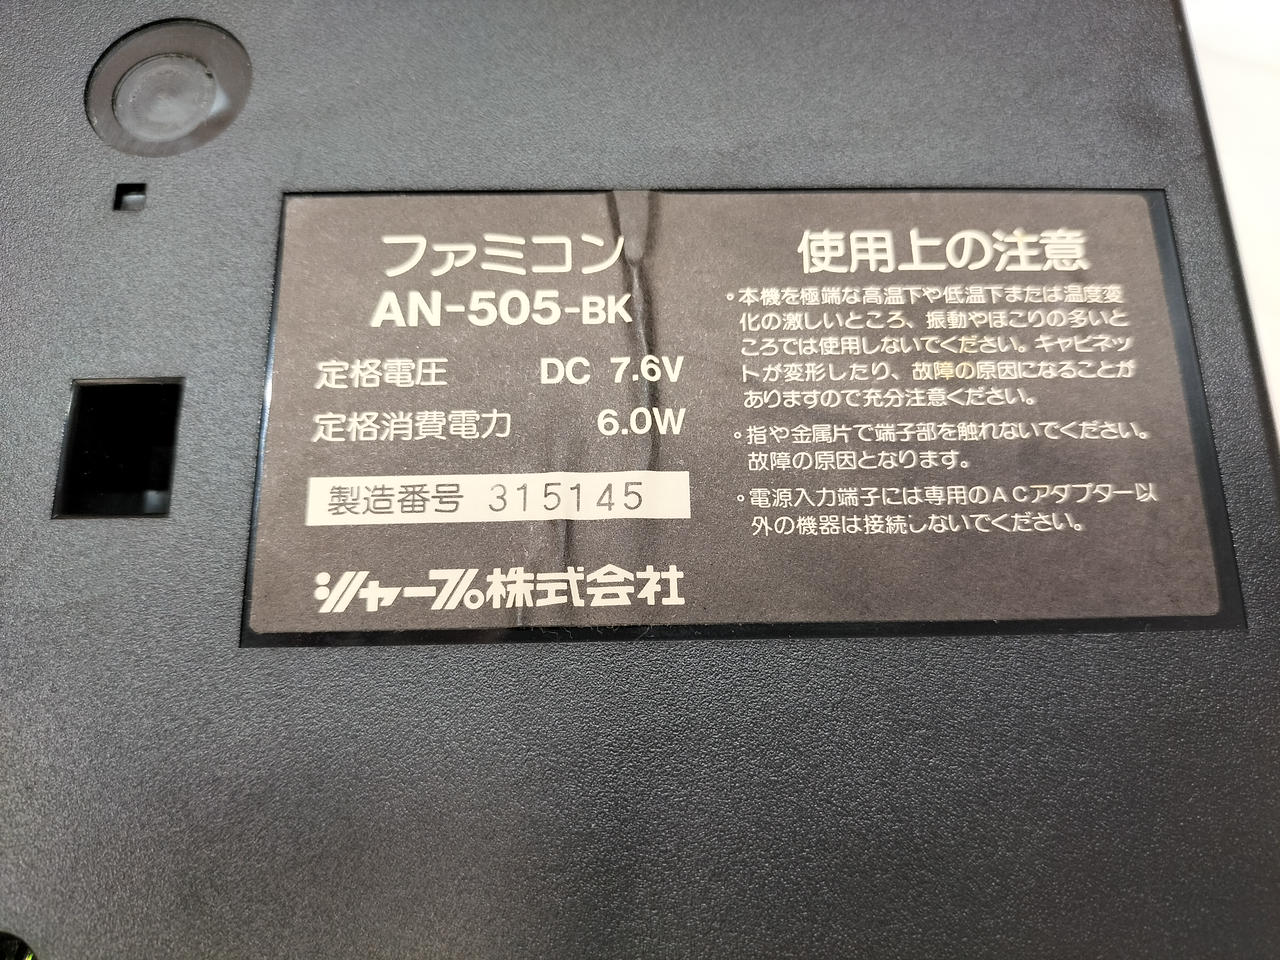 ファミコン
AN-505-BK
定格電圧 DC 7.6V
定格消費電力 6.0W
製造番号 315145
シャープ株式会社
使用上の注意
•本機を極端な高温下や低温下または温度変
化の激しいところ、振動やほこりの多いと
ころでは使用しないでください。キャビネッ
トが変形したり、故障の原因になることが
ありますので充分注意ください。
•指や金属片で端子部を触れないでください。
故障の原因となります。
•電源入力端子には専用のACアダプター以
外の機器は接続しないでください。